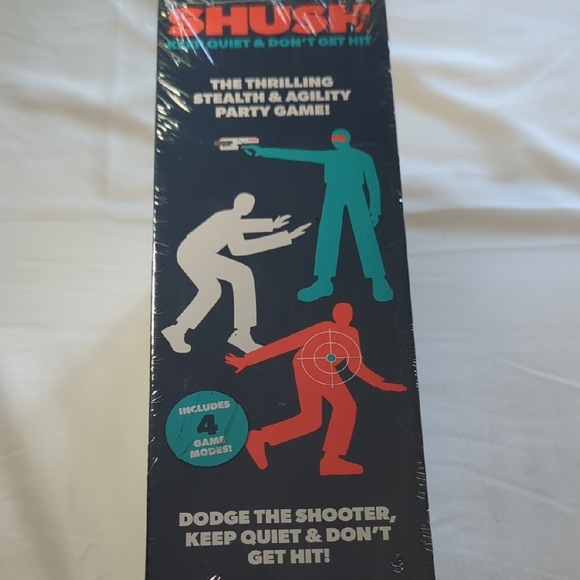 SHUSH
KEEP QUIET & DON'T GET HIT
THE THRILLING
STEALTH & AGILITY
PARTY GAME!
INCLUDES
4
GAME
MODES!
DODGE THE SHOOTER,
KEEP QUIET & DON'T
GET HIT!